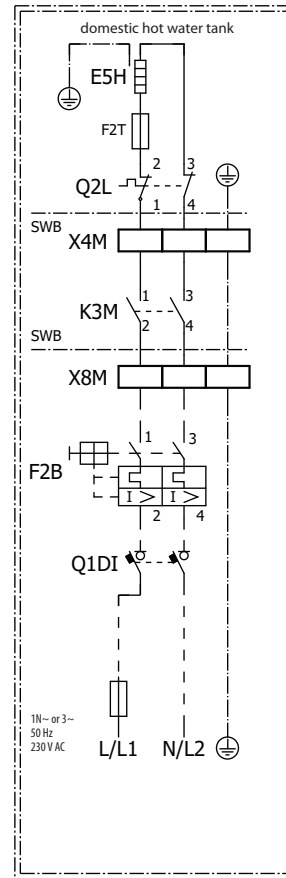 domestic hot water tank
E5H
F2T
Q2L
2 3
1 4
SWB
X4M
K3M
1 3
2 4
SWB
X8M
1 3
F2B
I > I >
2 4
Q1DI
1N~ or 3~
50 Hz
230 V AC
L/L1 N/L2